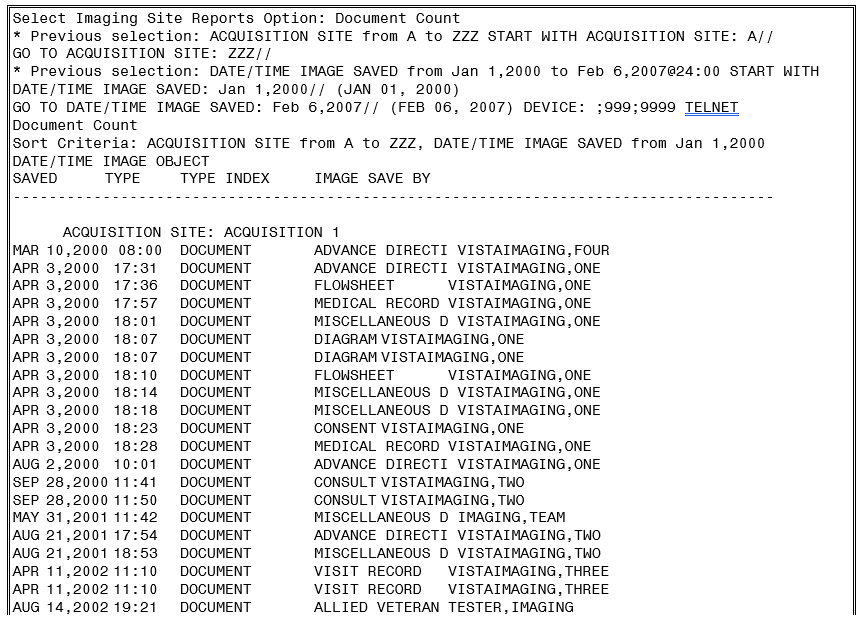 Select Imaging Site Reports Option: Document Count
* Previous selection: ACQUISITION SITE from A to ZZZ START WITH ACQUISITION SITE: A//
GO TO ACQUISITION SITE: ZZZ//
* Previous selection: DATE/TIME IMAGE SAVED from Jan 1,2000 to Feb 6,2007@24:00 START WITH
DATE/TIME IMAGE SAVED: Jan 1,2000// (JAN 01, 2000)
GO TO DATE/TIME IMAGE SAVED: Feb 6,2007// (FEB 06, 2007) DEVICE: ;999;9999 TELNET
Document Count
Sort Criteria: ACQUISITION SITE from A to ZZZ, DATE/TIME IMAGE SAVED from Jan 1,2000
DATE/TIME IMAGE OBJECT
SAVED TYPE TYPE INDEX IMAGE SAVE BY
-------------------------------------------------------------------------------------
ACQUISITION SITE: ACQUISITION 1
MAR 10,2000 08:00 DOCUMENT ADVANCE DIRECTI VISTAIMAGING,FOUR
APR 3,2000 17:31 DOCUMENT ADVANCE DIRECTI VISTAIMAGING,ONE
APR 3,2000 17:36 DOCUMENT FLOWSHEET VISTAIMAGING,ONE
APR 3,2000 17:57 DOCUMENT MEDICAL RECORD VISTAIMAGING,ONE
APR 3,2000 18:01 DOCUMENT MISCELLANEOUS D VISTAIMAGING,ONE
APR 3,2000 18:07 DOCUMENT DIAGRAM VISTAIMAGING,ONE
APR 3,2000 18:07 DOCUMENT DIAGRAM VISTAIMAGING,ONE
APR 3,2000 18:10 DOCUMENT FLOWSHEET VISTAIMAGING,ONE
APR 3,2000 18:14 DOCUMENT MISCELLANEOUS D VISTAIMAGING,ONE
APR 3,2000 18:18 DOCUMENT MISCELLANEOUS D VISTAIMAGING,ONE
APR 3,2000 18:23 DOCUMENT CONSENT VISTAIMAGING,ONE
APR 3,2000 18:28 DOCUMENT MEDICAL RECORD VISTAIMAGING,ONE
AUG 2,2000 10:01 DOCUMENT ADVANCE DIRECTI VISTAIMAGING,ONE
SEP 28,2000 11:41 DOCUMENT CONSULT VISTAIMAGING,TWO
SEP 28,2000 11:50 DOCUMENT CONSULT VISTAIMAGING,TWO
MAY 31,2001 11:42 DOCUMENT MISCELLANEOUS D IMAGING,TEAM
AUG 21,2001 17:54 DOCUMENT ADVANCE DIRECTI VISTAIMAGING,TWO
AUG 21,2001 18:53 DOCUMENT MISCELLANEOUS D VISTAIMAGING,TWO
APR 11,2002 11:10 DOCUMENT VISIT RECORD VISTAIMAGING,THREE
APR 11,2002 11:10 DOCUMENT VISIT RECORD VISTAIMAGING,THREE
AUG 14,2002 19:21 DOCUMENT ALLIED VETERAN TESTER,IMAGING